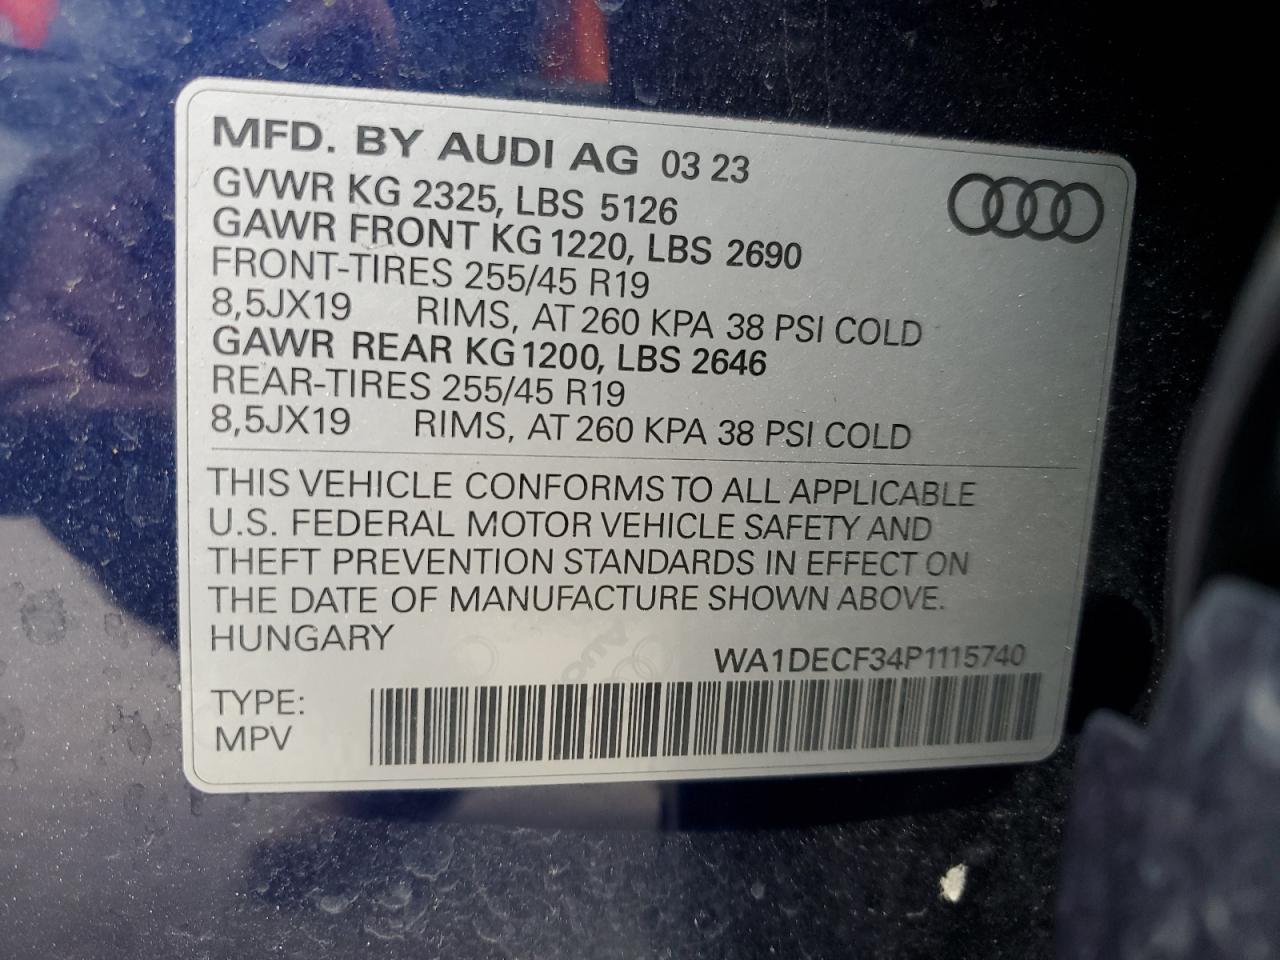 MFD. BY AUDI AG 03 23
GVWR KG 2325, LBS 5126
GAWR FRONT KG 1220, LBS 2690
FRONT-TIRES 255/45 R19
8,5JX19 RIMS, AT 260 KPA 38 PSI COLD
GAWR REAR KG 1200, LBS 2646
REAR-TIRES 255/45 R19
8,5JX19 RIMS, AT 260 KPA 38 PSI COLD
THIS VEHICLE CONFORMS TO ALL APPLICABLE
U.S. FEDERAL MOTOR VEHICLE SAFETY AND
THEFT PREVENTION STANDARDS IN EFFECT ON
THE DATE OF MANUFACTURE SHOWN ABOVE.
HUNGARY
WA1DECF34P1115740
TYPE:
MPV